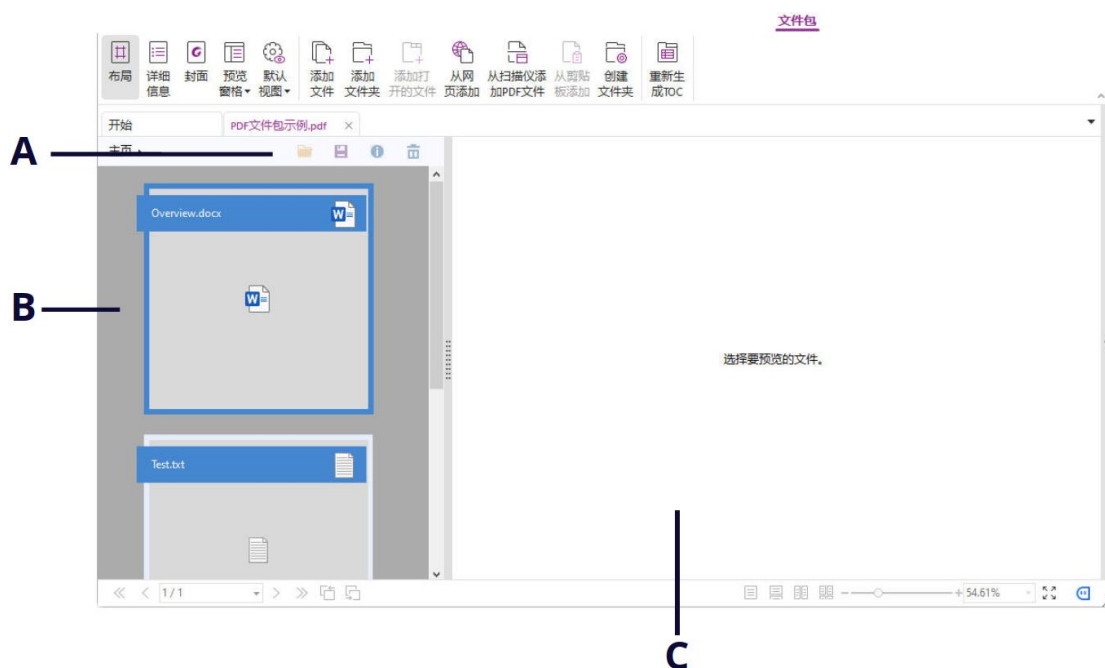 文件包
布局
详细
信息
封面
预览
窗格
默认
视图
添加
文件
添加
文件夹
添加打
开的文件
从网
页添加
从扫描仪添
加PDF文件
从剪贴
板添加
创建
文件夹
重新生
成TOC
开始
PDF文件包示例.pdf
主页
A
Overview.docx
B
选择要预览的文件。
Test.txt
1 / 1
54.61%
C